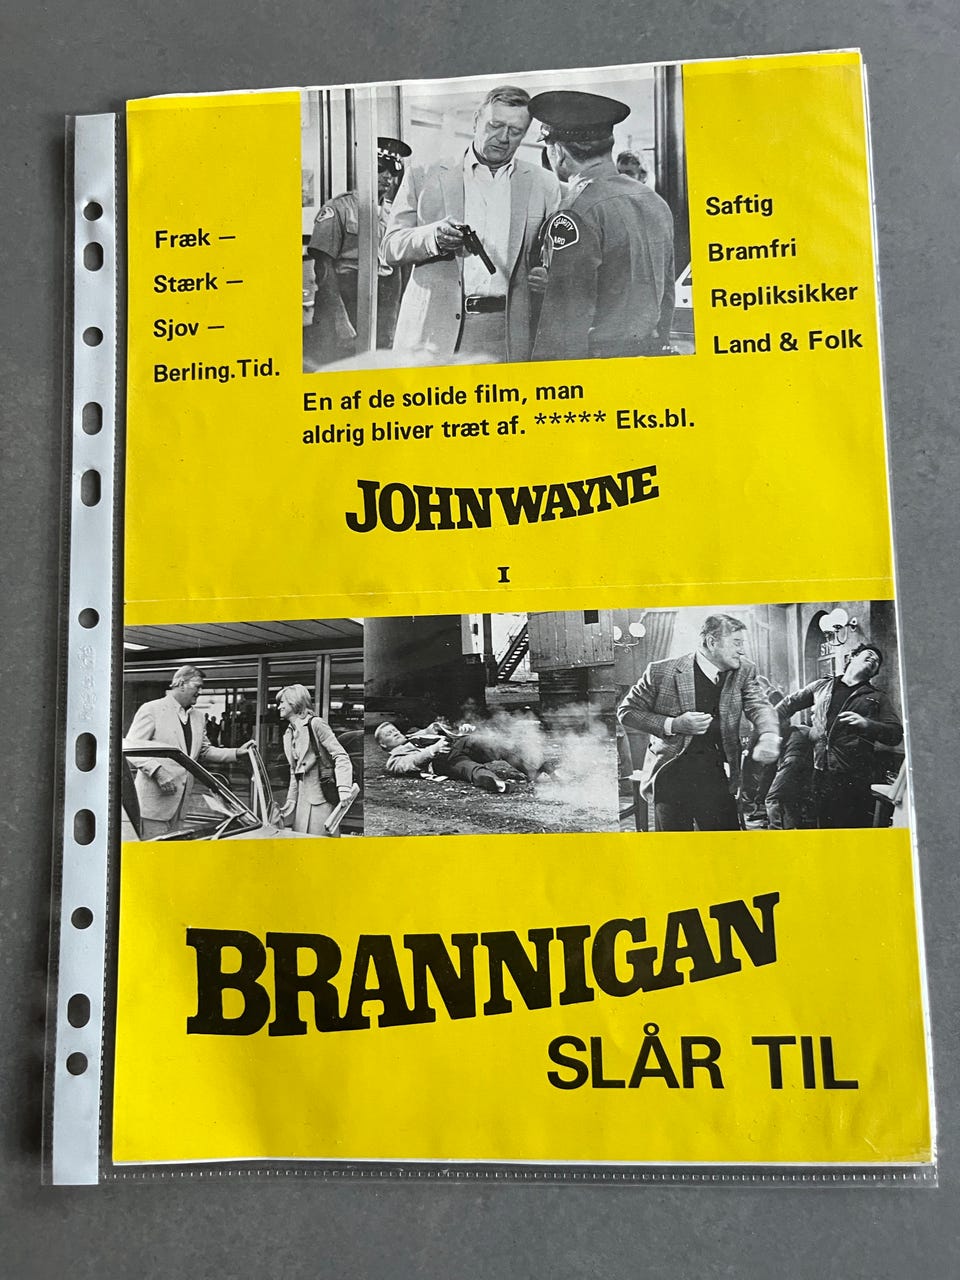 Fræk –
Stærk –
Sjov –
Berling.Tid.
Saftig
Bramfri
Repliksikker
Land & Folk
SECURITY
En af de solide film, man
aldrig bliver træt af. ***** Eks.bl.
JOHN WAYNE
I
BRANNIGAN
SLÅR TIL